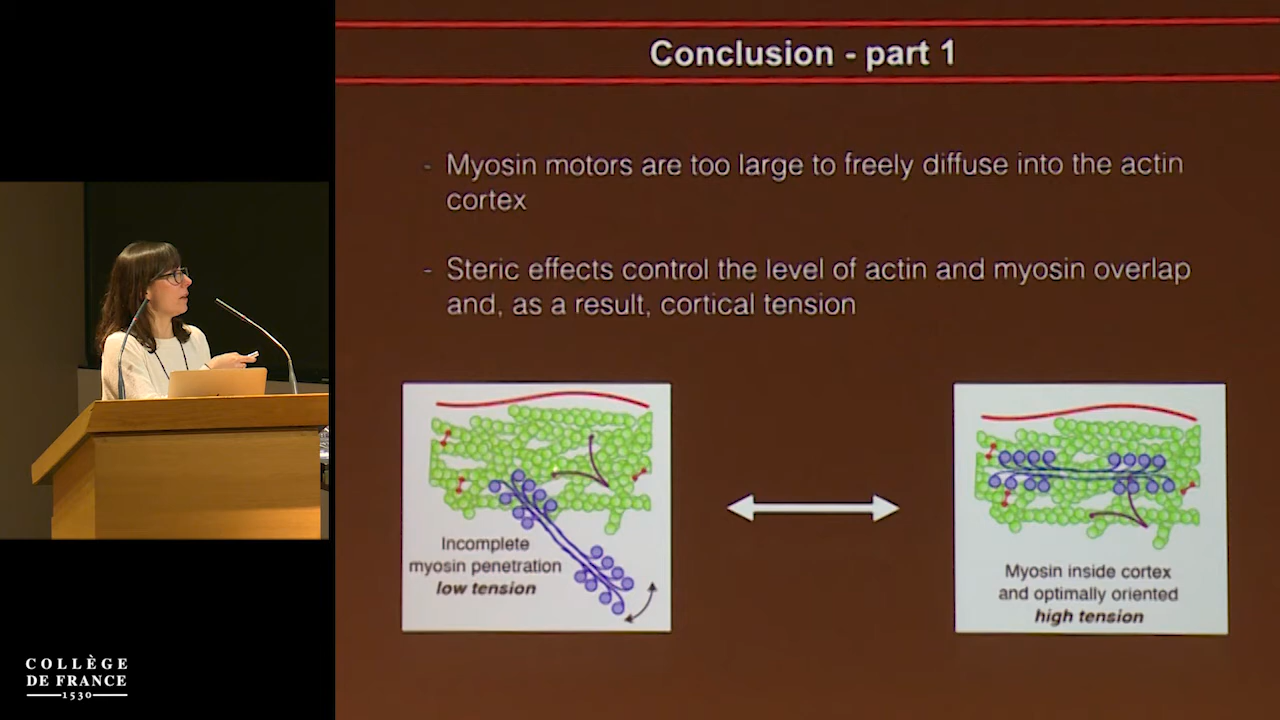 Conclusion - part 1
- Myosin motors are too large to freely diffuse into the actin
cortex
- Steric effects control the level of actin and myosin overlap
and, as a result, cortical tension
Incomplete
myosin penetration
low tension
Myosin inside cortex
and optimally oriented
high tension
COLLÈGE
DE FRANCE
1530